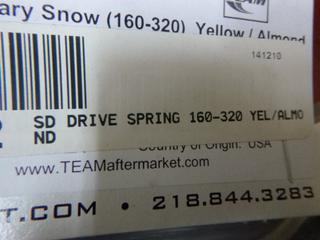 ary Snow (160-320) Yellow / Almond
141210
SD DRIVE SPRING 160-320 YEL/ALMO
ND
Country of Origin: USA
www.TEAMaftermarket.com
T.COM • 218.844.3283